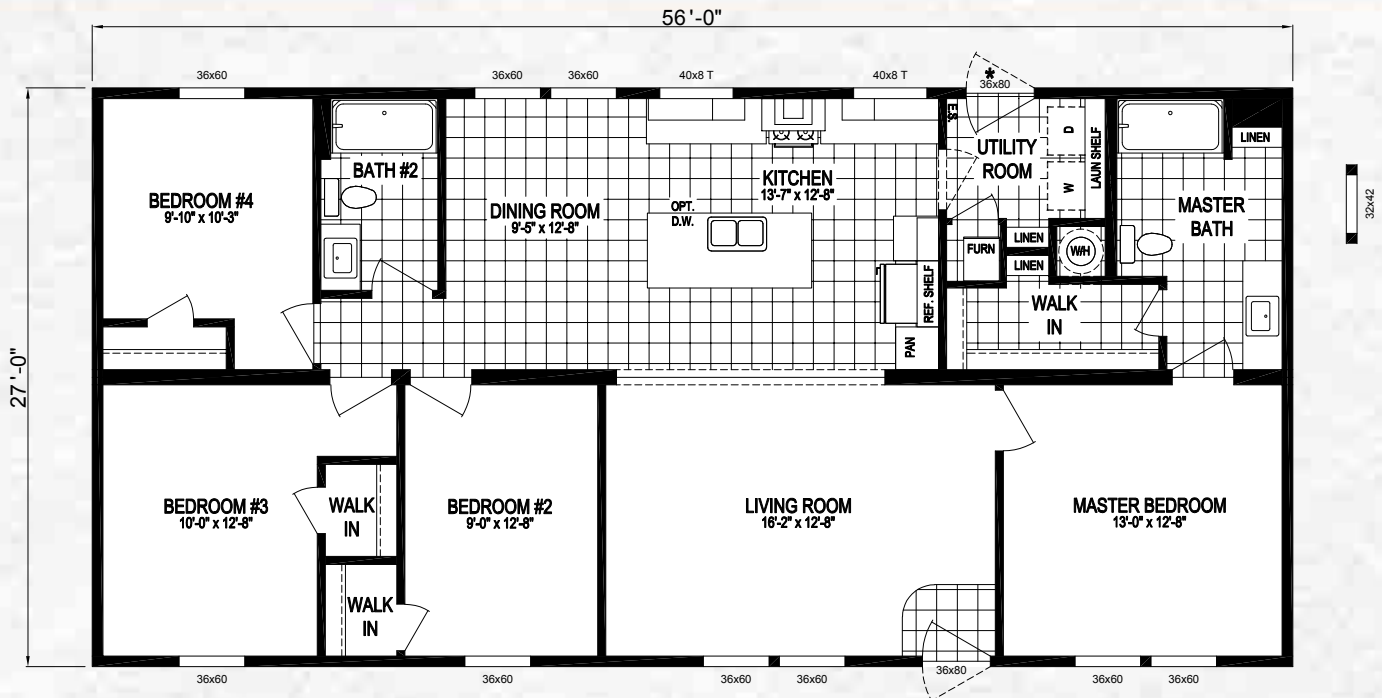 56'-0"
36x60
36x60
36x60
40x8 T
40x8 T
*
36x80
27'-0"
32x42
BEDROOM #4
9'-10" x 10'-3"
BATH #2
DINING ROOM
9'-5" x 12'-8"
KITCHEN
13'-7" x 12'-8"
OPT.
D.W.
REF. SHELF
PAN
E.S.
UTILITY
ROOM
D
W
LAUN SHELF
FURN
LINEN
LINEN
W/H
WALK
IN
LINEN
MASTER
BATH
BEDROOM #3
10'-0" x 12'-8"
WALK
IN
WALK
IN
BEDROOM #2
9'-0" x 12'-8"
LIVING ROOM
16'-2" x 12'-8"
MASTER BEDROOM
13'-0" x 12'-8"
36x60
36x60
36x60
36x60
36x80
36x60
36x60